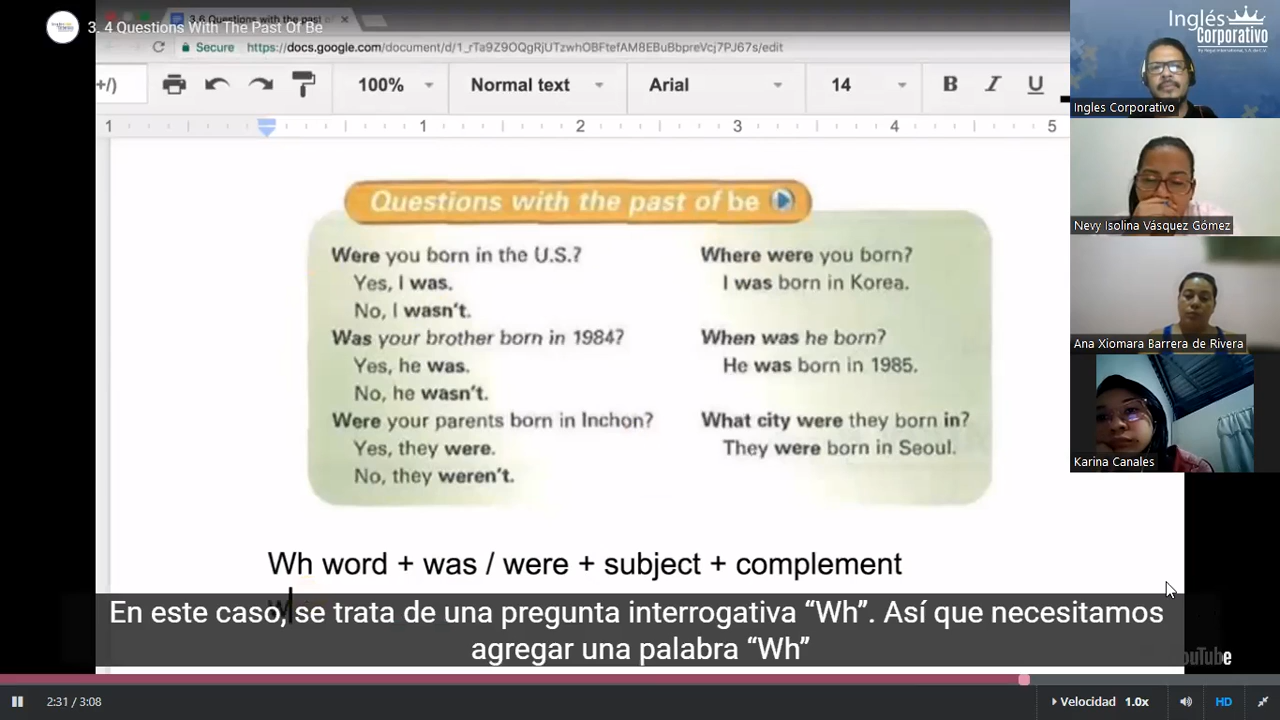 3. 4 Questions With The Past Of Be
3.6 Questions with the past of
Secure https://docs.google.com/document/d/1_rTa9Z9OQgRjUTzwhOBFtefAM8EBuBbpreVcj7PJ67s/edit
+/) 100% Normal text Arial 14 B I U
1 1 2 3 4 5
Questions with the past of be
Were you born in the U.S.?
Yes, I was.
No, I wasn't.
Was your brother born in 1984?
Yes, he was.
No, he wasn't.
Were your parents born in Inchon?
Yes, they were.
No, they weren't.
Where were you born?
I was born in Korea.
When was he born?
He was born in 1985.
What city were they born in?
They were born in Seoul.
Wh word + was / were + subject + complement
W
En este caso, se trata de una pregunta interrogativa “Wh”. Así que necesitamos
agregar una palabra “Wh”
2:31 / 3:08
Velocidad 1.0x HD
Inglés
Corporativo
Ingles Corporativo
Nevy Isolina Vásquez Gómez
Ana Xiomara Barrera de Rivera
Karina Canales